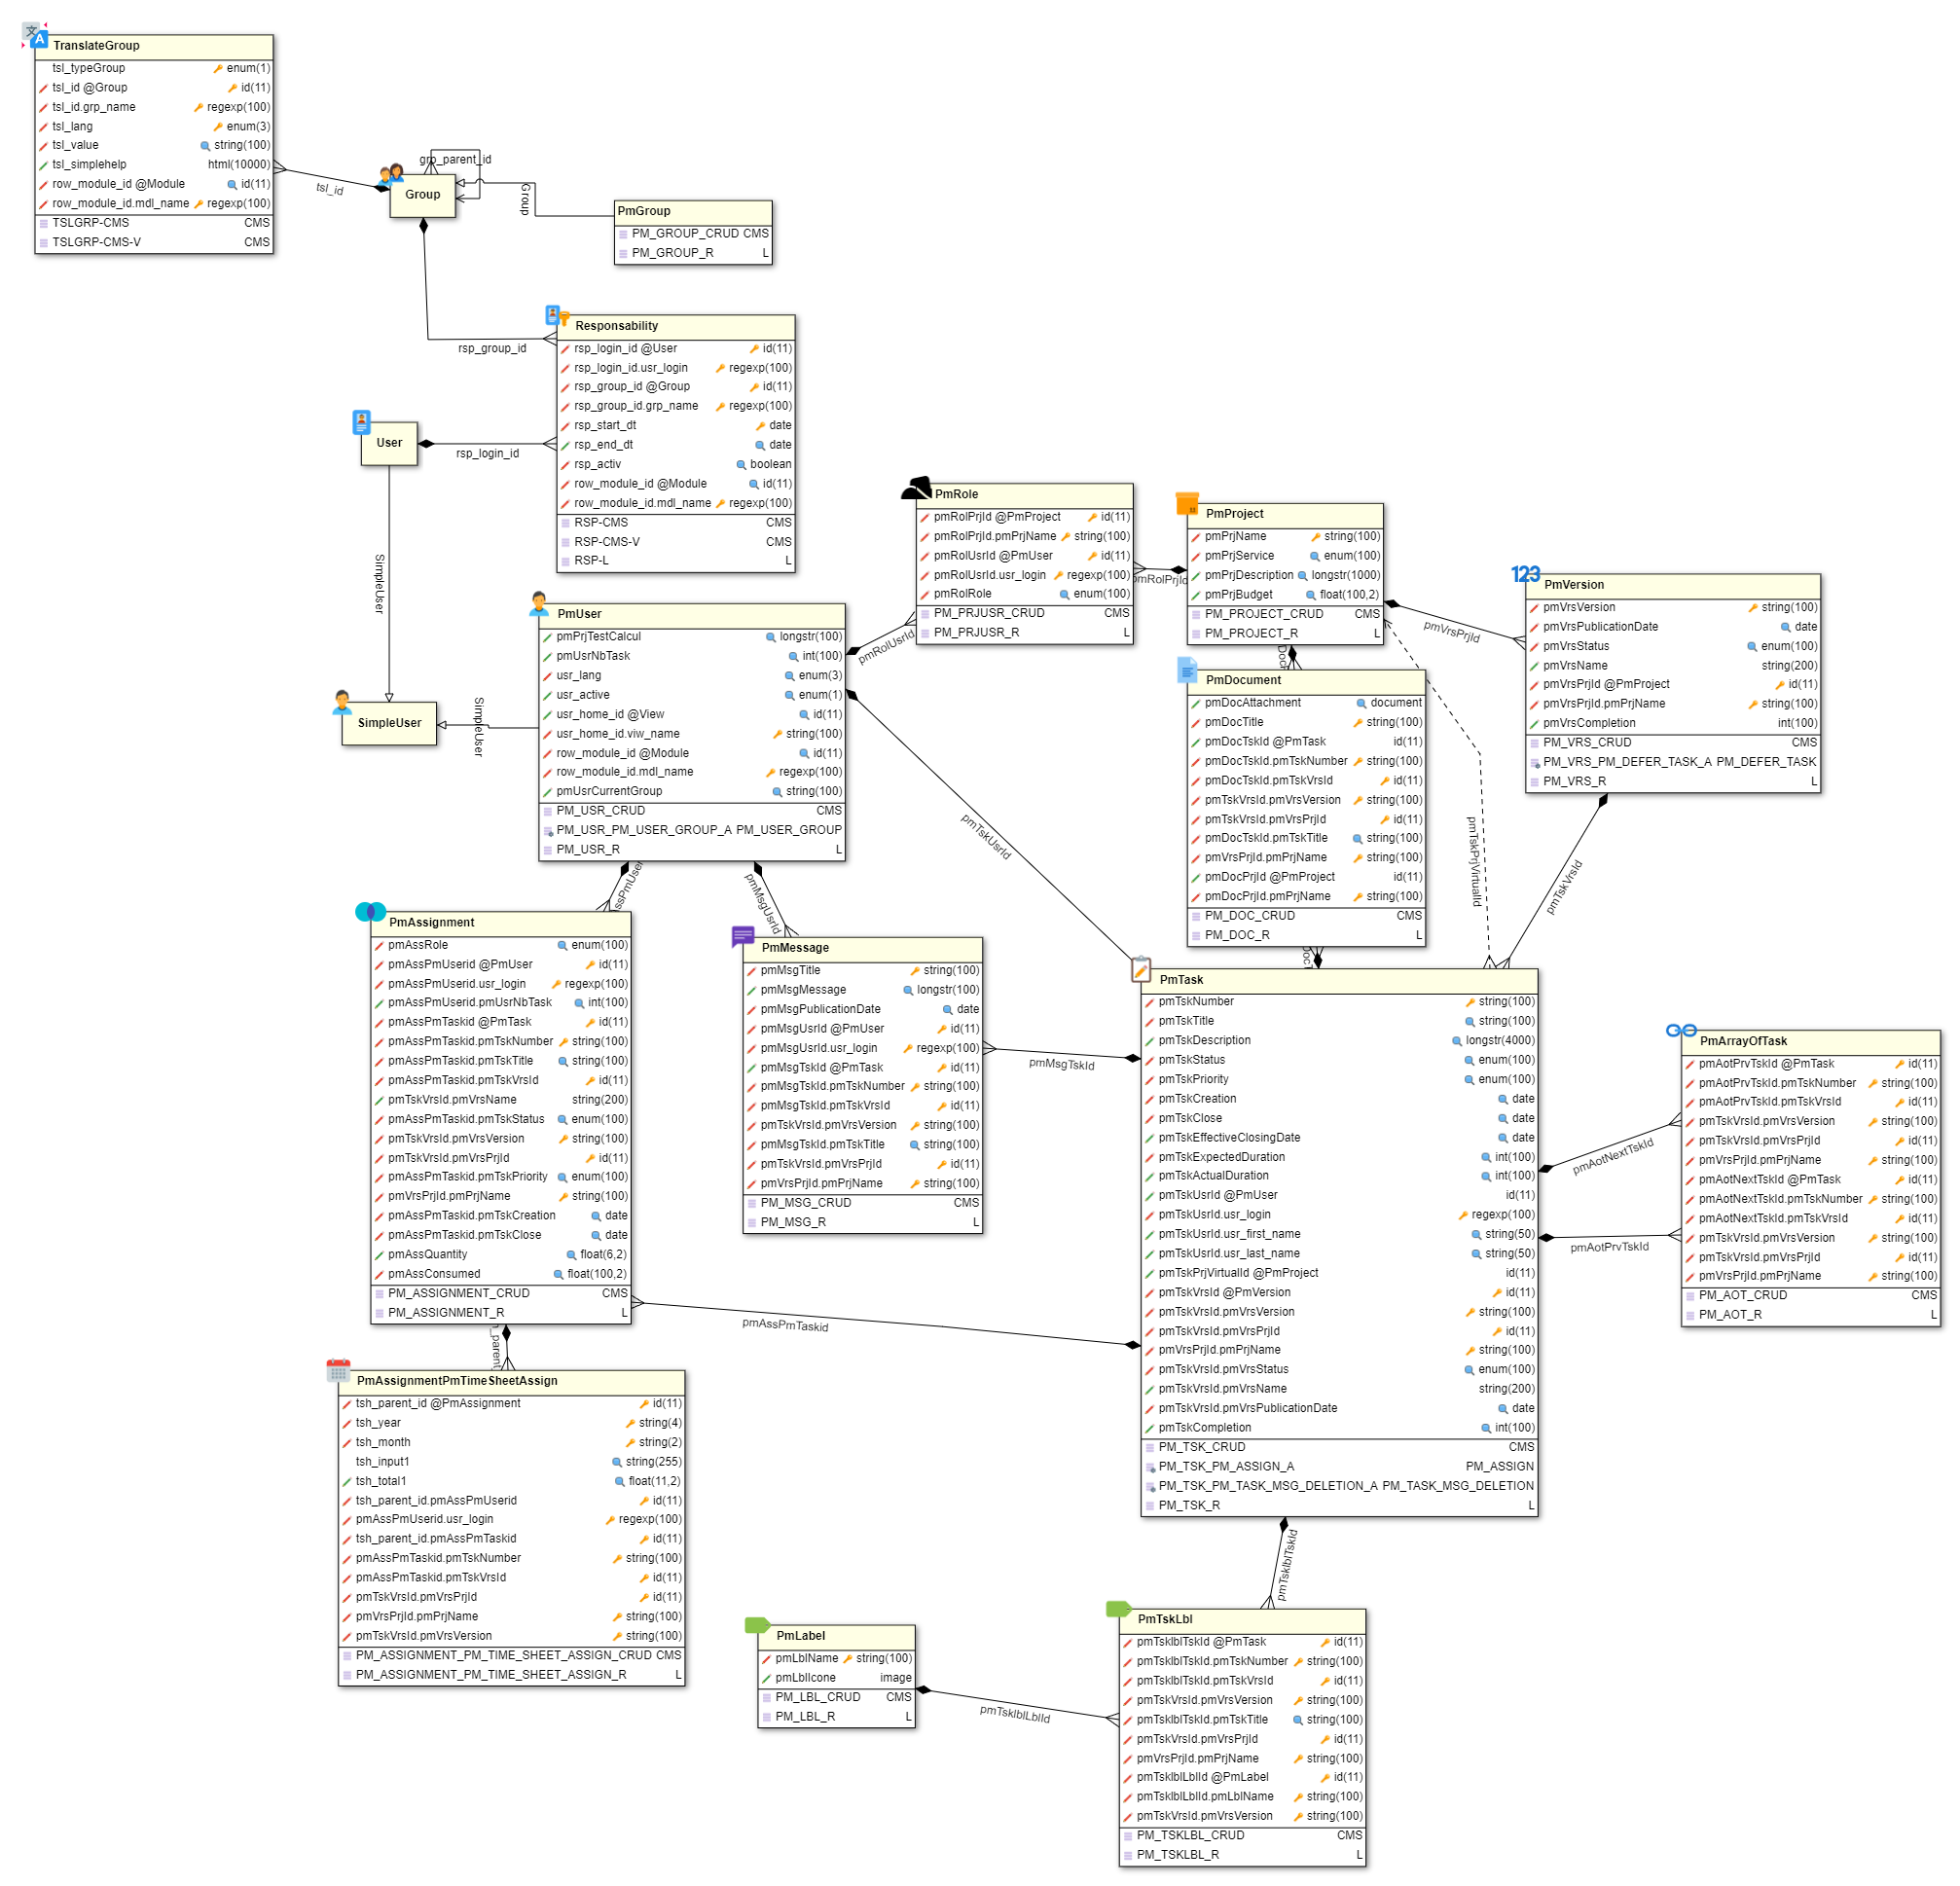 TranslateGroup
tsl_typeGroup enum(1)
tsl_id @Group id(11)
tsl_id.grp_name regexp(100)
tsl_lang enum(3)
tsl_value string(100)
tsl_simplehelp html(10000)
row_module_id @Module id(11)
row_module_id.mdl_name regexp(100)
TSLGRP-CMS CMS
TSLGRP-CMS-V CMS
tsl_id
grp_parent_id
Group
Group
PmGroup
PM_GROUP_CRUD CMS
PM_GROUP_R L
rsp_group_id
Responsability
rsp_login_id @User id(11)
rsp_login_id.usr_login regexp(100)
rsp_group_id @Group id(11)
rsp_group_id.grp_name regexp(100)
rsp_start_dt date
rsp_end_dt date
rsp_activ boolean
row_module_id @Module id(11)
row_module_id.mdl_name regexp(100)
RSP-CMS CMS
RSP-CMS-V CMS
RSP-L L
User
rsp_login_id
SimpleUser
SimpleUser
SimpleUser
PmUser
pmPrjTestCalcul longstr(100)
pmUsrNbTask int(100)
usr_lang enum(3)
usr_active enum(1)
usr_home_id @View id(11)
usr_home_id.viw_name string(100)
row_module_id @Module id(11)
row_module_id.mdl_name regexp(100)
pmUsrCurrentGroup string(100)
PM_USR_CRUD CMS
PM_USR_PM_USER_GROUP_A PM_USER_GROUP
PM_USR_R L
PmRole
pmRolPrjId @PmProject id(11)
pmRolPrjId.pmPrjName string(100)
pmRolUsrId @PmUser id(11)
pmRolUsrId.usr_login regexp(100)
pmRolRole enum(100)
PM_PRJUSR_CRUD CMS
PM_PRJUSR_R L
pmRolUsrId
pmRolPrjId
PmProject
pmPrjName string(100)
pmPrjService enum(100)
pmPrjDescription longstr(1000)
pmPrjBudget float(100,2)
PM_PROJECT_CRUD CMS
PM_PROJECT_R L
pmVrsPrjId
PmVersion
pmVrsVersion string(100)
pmVrsPublicationDate date
pmVrsStatus enum(100)
pmVrsName string(200)
pmVrsPrjId @PmProject id(11)
pmVrsPrjId.pmPrjName string(100)
pmVrsCompletion int(100)
PM_VRS_CRUD CMS
PM_VRS_PM_DEFER_TASK_A PM_DEFER_TASK
PM_VRS_R L
PmDocument
pmDocAttachment document
pmDocTitle string(100)
pmDocTskId @PmTask id(11)
pmDocTskId.pmTskNumber string(100)
pmDocTskId.pmTskVrsId id(11)
pmTskVrsId.pmVrsVersion string(100)
pmTskVrsId.pmVrsPrjId id(11)
pmDocTskId.pmTskTitle string(100)
pmVrsPrjId.pmPrjName string(100)
pmDocPrjId @PmProject id(11)
pmDocPrjId.pmPrjName string(100)
PM_DOC_CRUD CMS
PM_DOC_R L
pmTskUsrId
pmTskPrjVirtualId
pmTskVrsId
pmMsgUsrId
PmAssignment
pmAssRole enum(100)
pmAssPmUserid @PmUser id(11)
pmAssPmUserid.usr_login regexp(100)
pmAssPmUserid.pmUsrNbTask int(100)
pmAssPmTaskid @PmTask id(11)
pmAssPmTaskid.pmTskNumber string(100)
pmAssPmTaskid.pmTskTitle string(100)
pmAssPmTaskid.pmTskVrsId id(11)
pmTskVrsId.pmVrsName string(200)
pmAssPmTaskid.pmTskStatus enum(100)
pmTskVrsId.pmVrsVersion string(100)
pmTskVrsId.pmVrsPrjId id(11)
pmAssPmTaskid.pmTskPriority enum(100)
pmVrsPrjId.pmPrjName string(100)
pmAssPmTaskid.pmTskCreation date
pmAssPmTaskid.pmTskClose date
pmAssQuantity float(6,2)
pmAssConsumed float(100,2)
PM_ASSIGNMENT_CRUD CMS
PM_ASSIGNMENT_R L
PmMessage
pmMsgTitle string(100)
pmMsgMessage longstr(100)
pmMsgPublicationDate date
pmMsgUsrId @PmUser id(11)
pmMsgUsrId.usr_login regexp(100)
pmMsgTskId @PmTask id(11)
pmMsgTskId.pmTskNumber string(100)
pmMsgTskId.pmTskVrsId id(11)
pmTskVrsId.pmVrsVersion string(100)
pmMsgTskId.pmTskTitle string(100)
pmTskVrsId.pmVrsPrjId id(11)
pmVrsPrjId.pmPrjName string(100)
PM_MSG_CRUD CMS
PM_MSG_R L
pmMsgTskId
pmAssPmTaskid
PmTask
pmTskNumber string(100)
pmTskTitle string(100)
pmTskDescription longstr(4000)
pmTskStatus enum(100)
pmTskPriority enum(100)
pmTskCreation date
pmTskClose date
pmTskEffectiveClosingDate date
pmTskExpectedDuration int(100)
pmTskActualDuration int(100)
pmTskUsrId @PmUser id(11)
pmTskUsrId.usr_login regexp(100)
pmTskUsrId.usr_first_name string(50)
pmTskUsrId.usr_last_name string(50)
pmTskPrjVirtualId @PmProject id(11)
pmTskVrsId @PmVersion id(11)
pmTskVrsId.pmVrsVersion string(100)
pmTskVrsId.pmVrsPrjId id(11)
pmVrsPrjId.pmPrjName string(100)
pmTskVrsId.pmVrsStatus enum(100)
pmTskVrsId.pmVrsName string(200)
pmTskVrsId.pmVrsPublicationDate date
pmTskCompletion int(100)
PM_TSK_CRUD CMS
PM_TSK_PM_ASSIGN_A PM_ASSIGN
PM_TSK_PM_TASK_MSG_DELETION_A PM_TASK_MSG_DELETION
PM_TSK_R L
pmAotNextTskId
pmAotPrvTskId
PmArrayOfTask
pmAotPrvTskId @PmTask id(11)
pmAotPrvTskId.pmTskNumber string(100)
pmAotPrvTskId.pmTskVrsId id(11)
pmTskVrsId.pmVrsVersion string(100)
pmTskVrsId.pmVrsPrjId id(11)
pmVrsPrjId.pmPrjName string(100)
pmAotNextTskId @PmTask id(11)
pmAotNextTskId.pmTskNumber string(100)
pmAotNextTskId.pmTskVrsId id(11)
pmTskVrsId.pmVrsVersion string(100)
pmTskVrsId.pmVrsPrjId id(11)
pmVrsPrjId.pmPrjName string(100)
PM_AOT_CRUD CMS
PM_AOT_R L
PmAssignmentPmTimeSheetAssign
tsh_parent_id @PmAssignment id(11)
tsh_year string(4)
tsh_month string(2)
tsh_input1 string(255)
tsh_total1 float(11,2)
tsh_parent_id.pmAssPmUserid id(11)
pmAssPmUserid.usr_login regexp(100)
tsh_parent_id.pmAssPmTaskid id(11)
pmAssPmTaskid.pmTskNumber string(100)
pmAssPmTaskid.pmTskVrsId id(11)
pmTskVrsId.pmVrsPrjId id(11)
pmVrsPrjId.pmPrjName string(100)
pmTskVrsId.pmVrsVersion string(100)
PM_ASSIGNMENT_PM_TIME_SHEET_ASSIGN_CRUD CMS
PM_ASSIGNMENT_PM_TIME_SHEET_ASSIGN_R L
pmTsklblTskId
PmLabel
pmLblName string(100)
pmLblIcone image
PM_LBL_CRUD CMS
PM_LBL_R L
pmTsklblLblId
PmTskLbl
pmTsklblTskId @PmTask id(11)
pmTsklblTskId.pmTskNumber string(100)
pmTsklblTskId.pmTskVrsId id(11)
pmTskVrsId.pmVrsVersion string(100)
pmTsklblTskId.pmTskTitle string(100)
pmTskVrsId.pmVrsPrjId id(11)
pmVrsPrjId.pmPrjName string(100)
pmTsklblLblId @PmLabel id(11)
pmTsklblLblId.pmLblName string(100)
pmTskVrsId.pmVrsVersion string(100)
PM_TSKLBL_CRUD CMS
PM_TSKLBL_R L